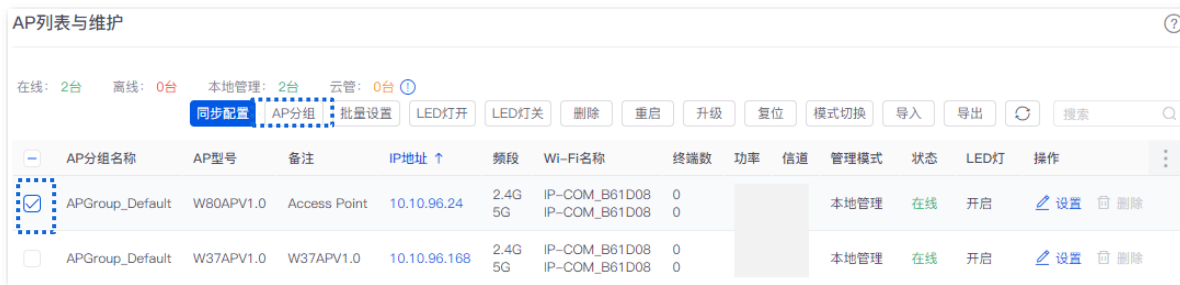 AP列表与维护
在线： 2台 离线： 0台 本地管理： 2台 云管： 0台
同步配置 AP分组 批量设置 LED灯开 LED灯关 删除 重启 升级 复位 模式切换 导入 导出 搜索
AP分组名称 AP型号 备注 IP地址 ↑ 频段 Wi-Fi名称 终端数 功率 信道 管理模式 状态 LED灯 操作
APGroup_Default W80APV1.0 Access Point 10.10.96.24 2.4G IP-COM_B61D08 0 本地管理 在线 开启 设置 删除
5G IP-COM_B61D08 0
APGroup_Default W37APV1.0 W37APV1.0 10.10.96.168 2.4G IP-COM_B61D08 0 本地管理 在线 开启 设置 删除
5G IP-COM_B61D08 0